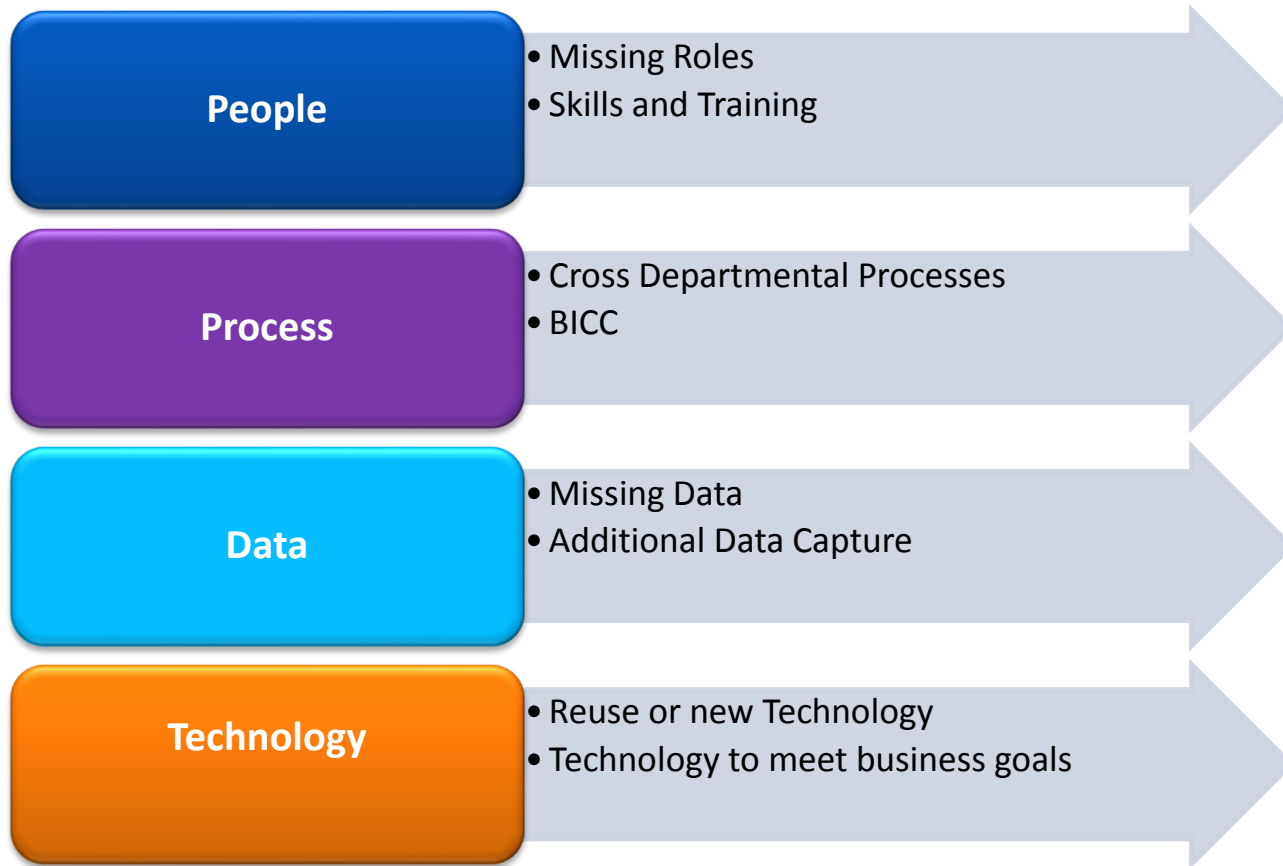 People
• Missing Roles
• Skills and Training
Process
• Cross Departmental Processes
• BICC
Data
• Missing Data
• Additional Data Capture
Technology
• Reuse or new Technology
• Technology to meet business goals